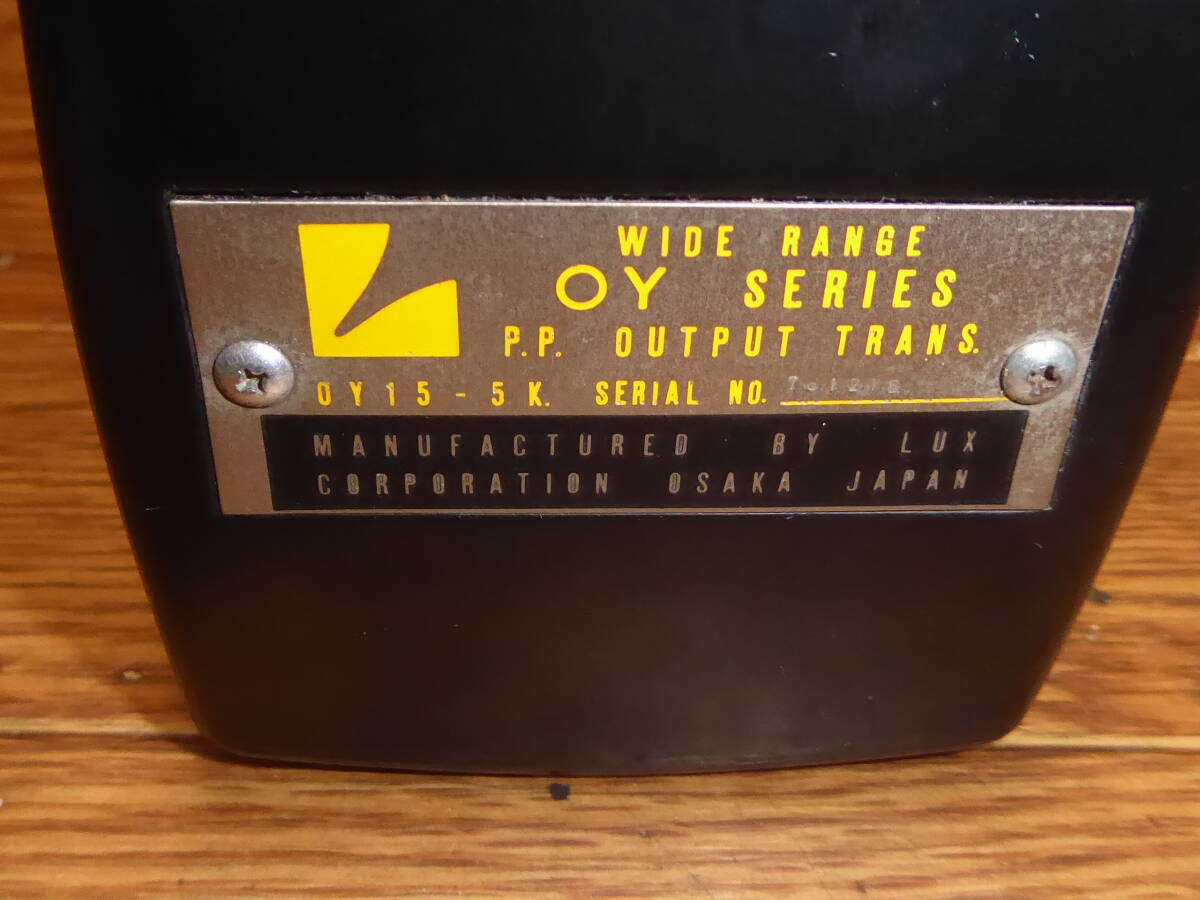 WIDE RANGE
OY SERIES
P.P. OUTPUT TRANS.
OY15-5K. SERIAL NO.
MANUFACTURED BY LUX
CORPORATION OSAKA JAPAN